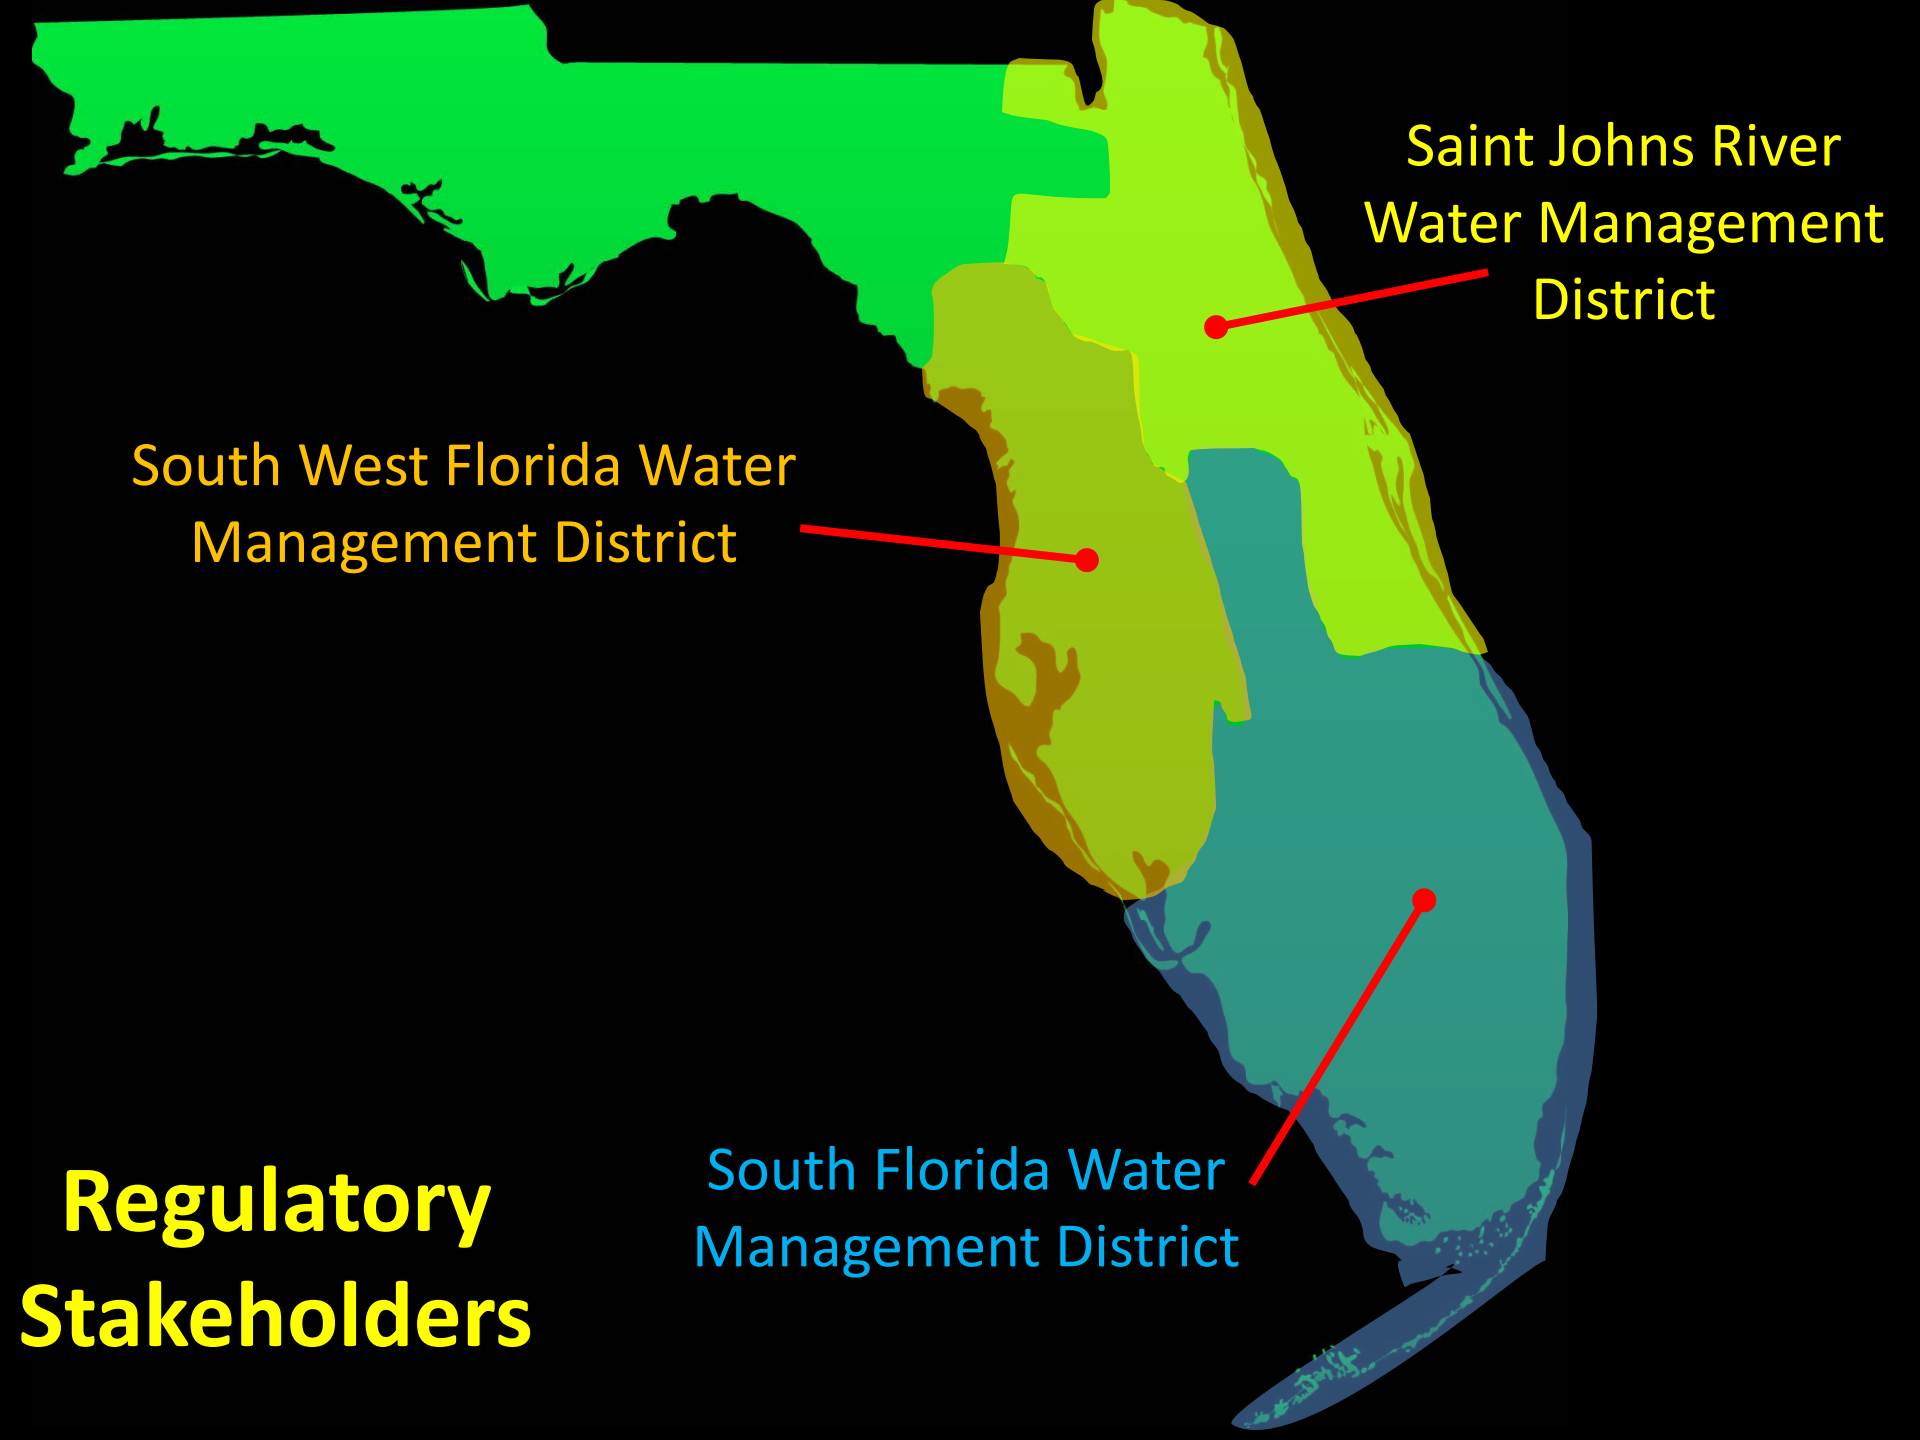 Saint Johns River
Water Management
District
South West Florida Water
Management District
South Florida Water
Management District
Regulatory
Stakeholders